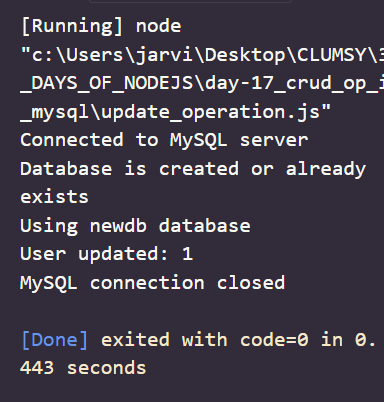 [Running] node
"c:\Users\jarvi\Desktop\CLUMSY\3
_DAYS_OF_NODEJS\day-17_crud_op_i
_mysql\update_operation.js"
Connected to MySQL server
Database is created or already
exists
Using newdb database
User updated: 1
MySQL connection closed
[Done] exited with code=0 in 0.
443 seconds